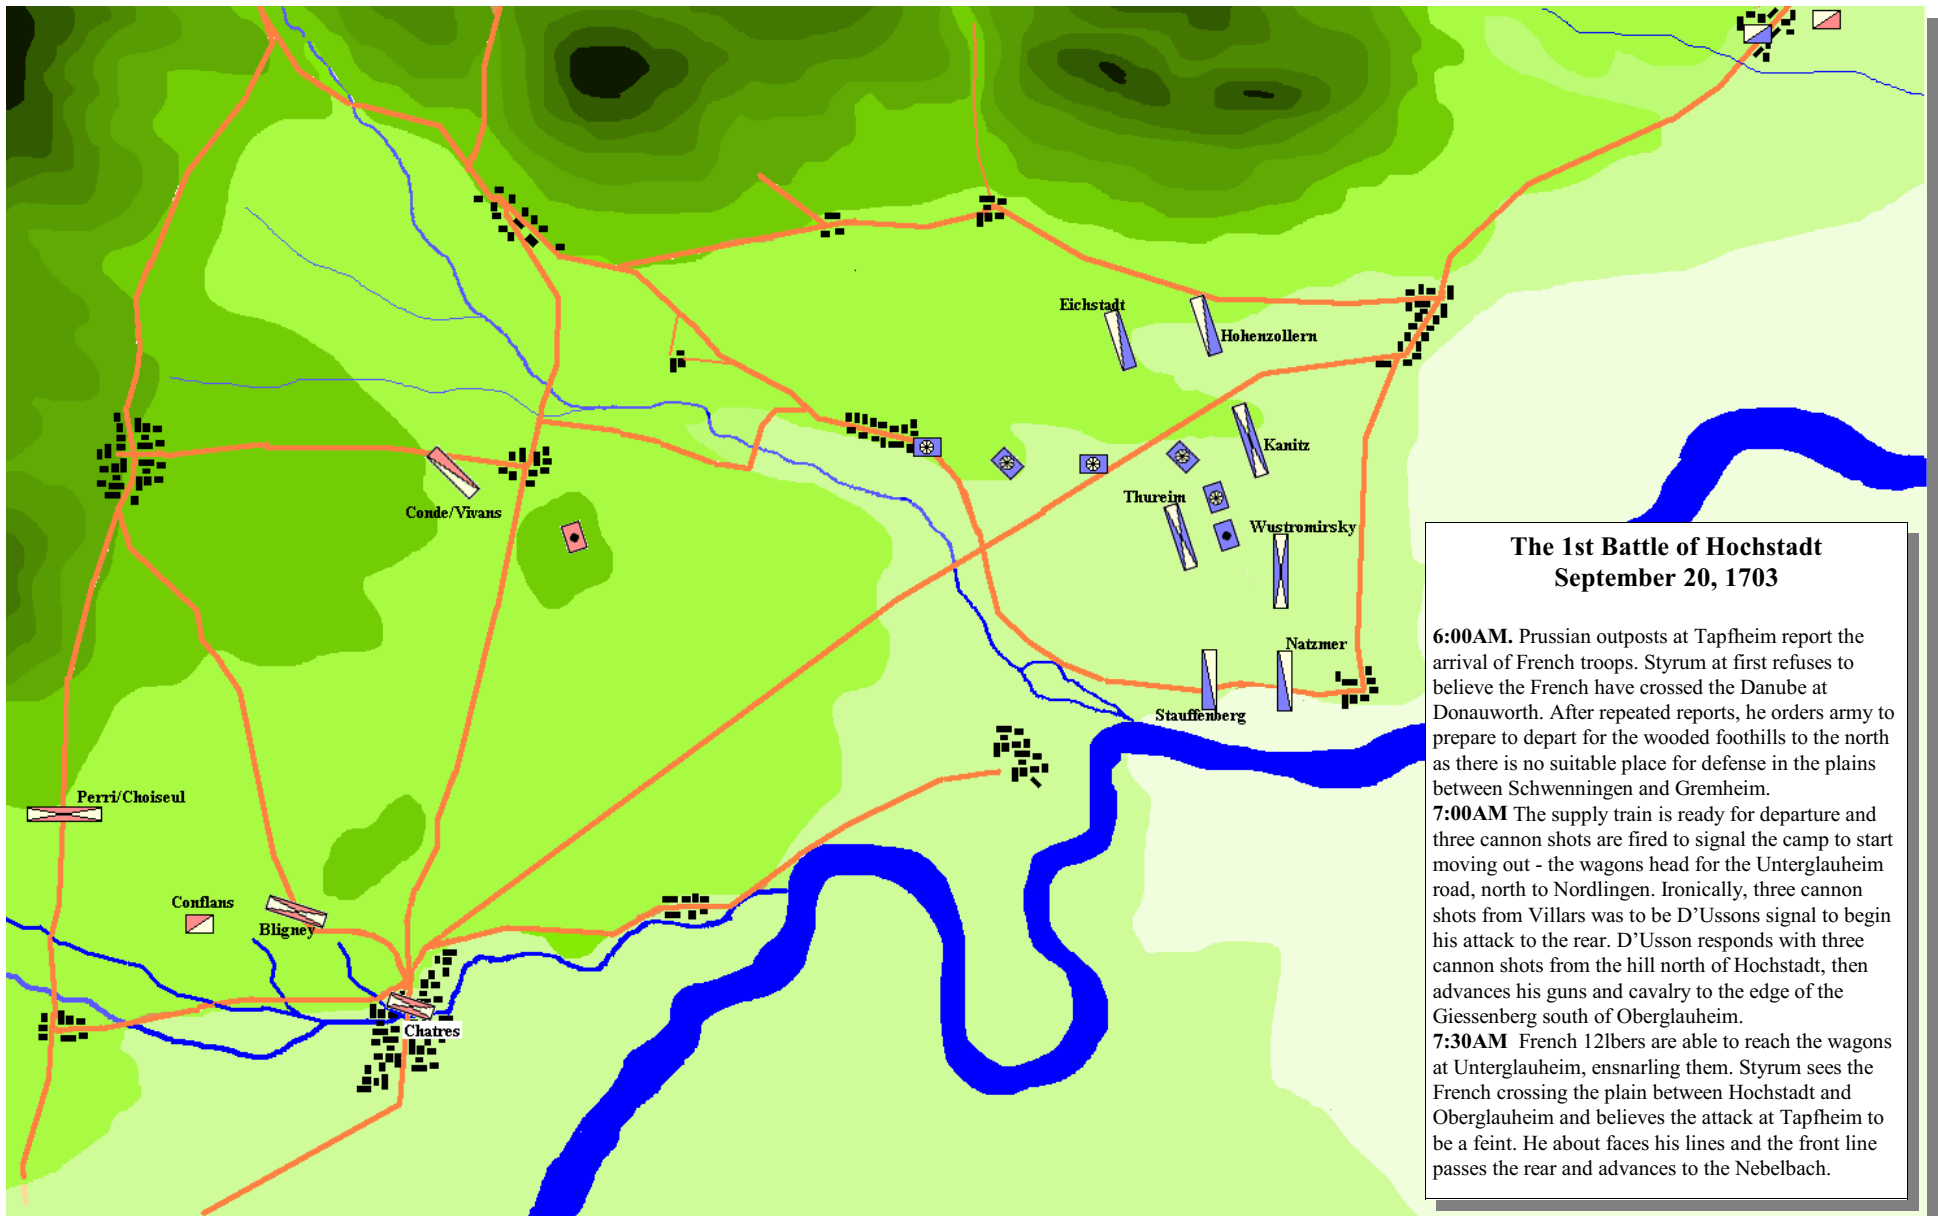 Eichstadt
Hohenzollern
Kanitz
Conde/Vivans
Thureim
Wustromirsky
Natzmer
Stauffenberg
Perri/Choiseul
Conflans
Bligney
Chatres
The 1st Battle of Hochstadt
September 20, 1703
6:00AM. Prussian outposts at Tapfheim report the
arrival of French troops. Styrum at first refuses to
believe the French have crossed the Danube at
Donauworth. After repeated reports, he orders army to
prepare to depart for the wooded foothills to the north
as there is no suitable place for defense in the plains
between Schwenningen and Gremheim.
7:00AM The supply train is ready for departure and
three cannon shots are fired to signal the camp to start
moving out - the wagons head for the Unterglauheim
road, north to Nordlingen. Ironically, three cannon
shots from Villars was to be D'Ussons signal to begin
his attack to the rear. D'Usson responds with three
cannon shots from the hill north of Hochstadt, then
advances his guns and cavalry to the edge of the
Giessenberg south of Oberglauheim.
7:30AM French 12lbers are able to reach the wagons
at Unterglauheim, ensnarling them. Styrum sees the
French crossing the plain between Hochstadt and
Oberglauheim and believes the attack at Tapfheim to
be a feint. He about faces his lines and the front line
passes the rear and advances to the Nebelbach.